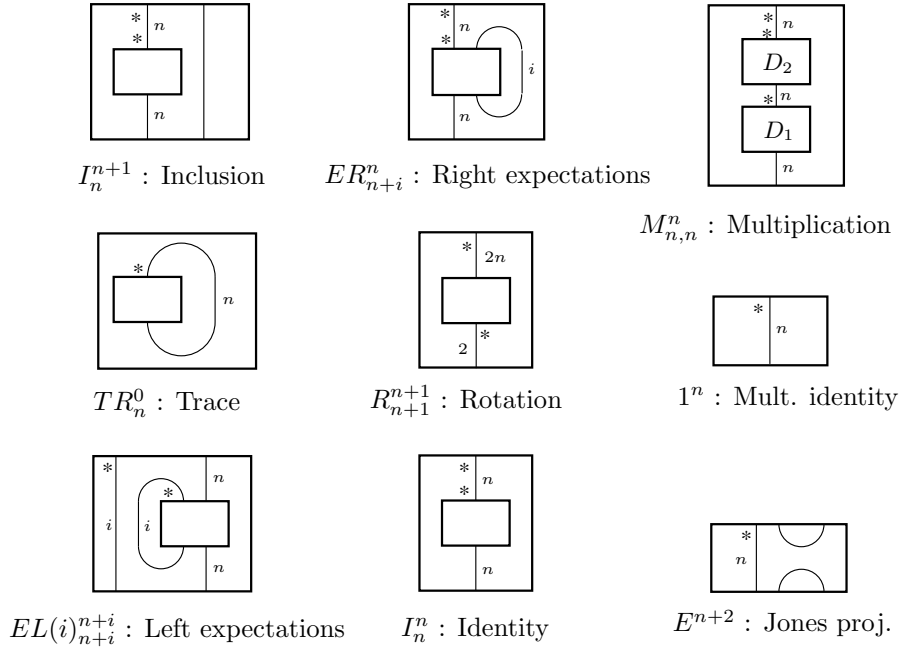 * n
* n
I_n^{n+1} : Inclusion
* n
* i
n
ER_{n+i}^n : Right expectations
* n
*
D_2
* n
D_1
n
M_{n,n}^n : Multiplication
* n
TR_n^0 : Trace
* 2n
*
2
R_{n+1}^{n+1} : Rotation
* n
1^n : Mult. identity
* * n
i i
n
EL(i)_{n+i}^{n+i} : Left expectations
* n
*
n
I_n^n : Identity
*
n
E^{n+2} : Jones proj.